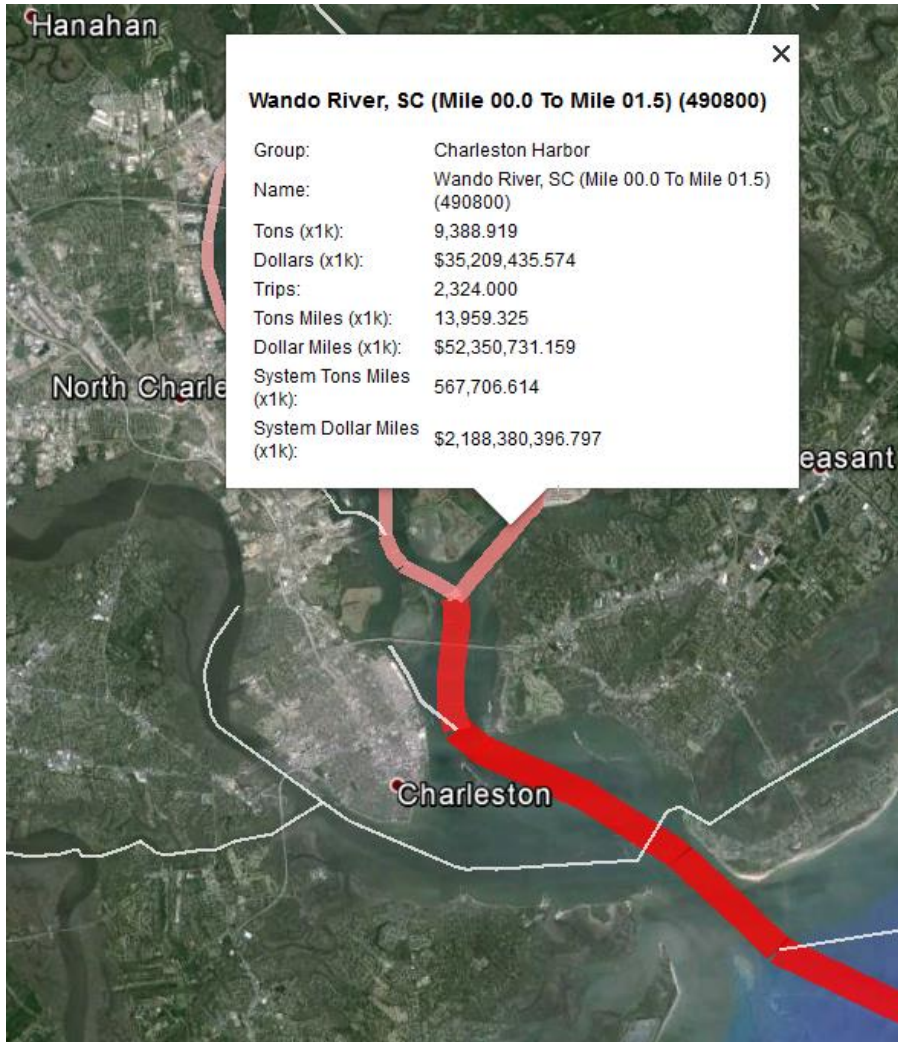 Hanahan
Wando River, SC (Mile 00.0 To Mile 01.5) (490800)
Group: Charleston Harbor
Name: Wando River, SC (Mile 00.0 To Mile 01.5)
(490800)
Tons (x1k): 9,388.919
Dollars (x1k): $35,209,435.574
Trips: 2,324.000
Tons Miles (x1k): 13,959.325
Dollar Miles (x1k): $52,350,731.159
System Tons Miles
(x1k): 567,706.614
System Dollar Miles
(x1k): $2,188,380,396.797
North Charle
easant
Charleston